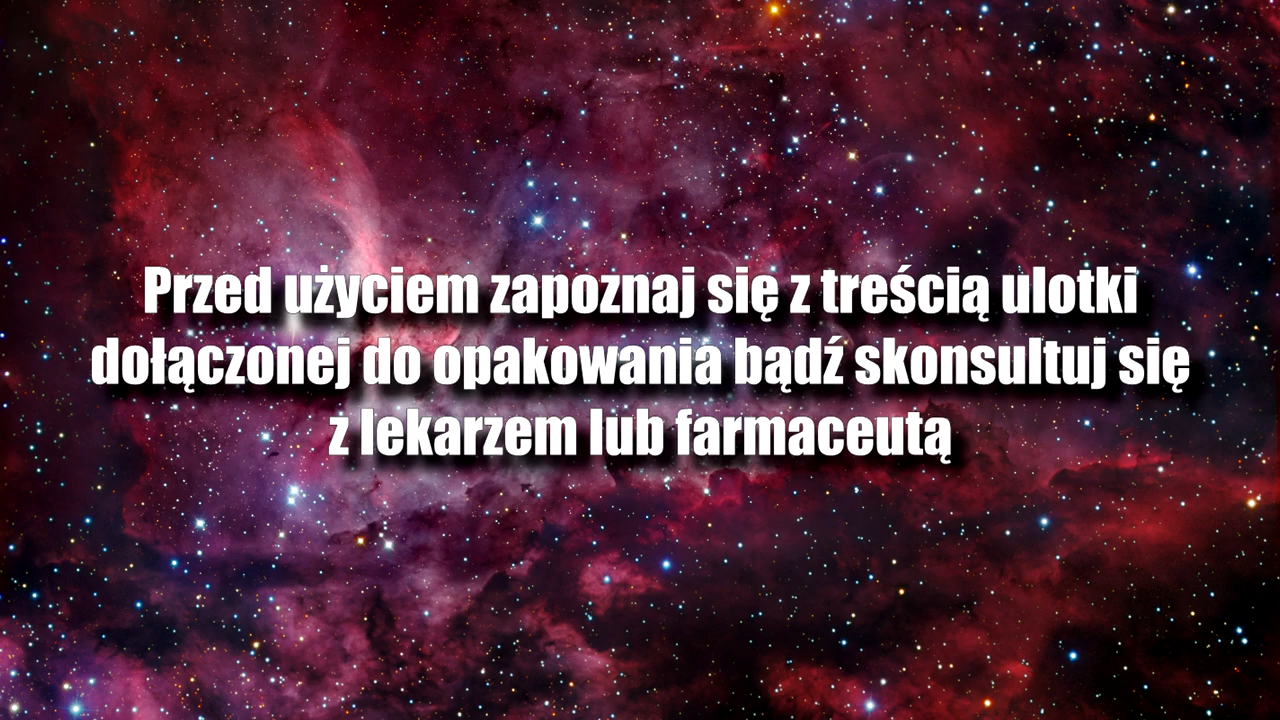 Przed użyciem zapoznaj się z treścią ulotki
dołączonej do opakowania bądź skonsultuj się
z lekarzem lub farmaceutą